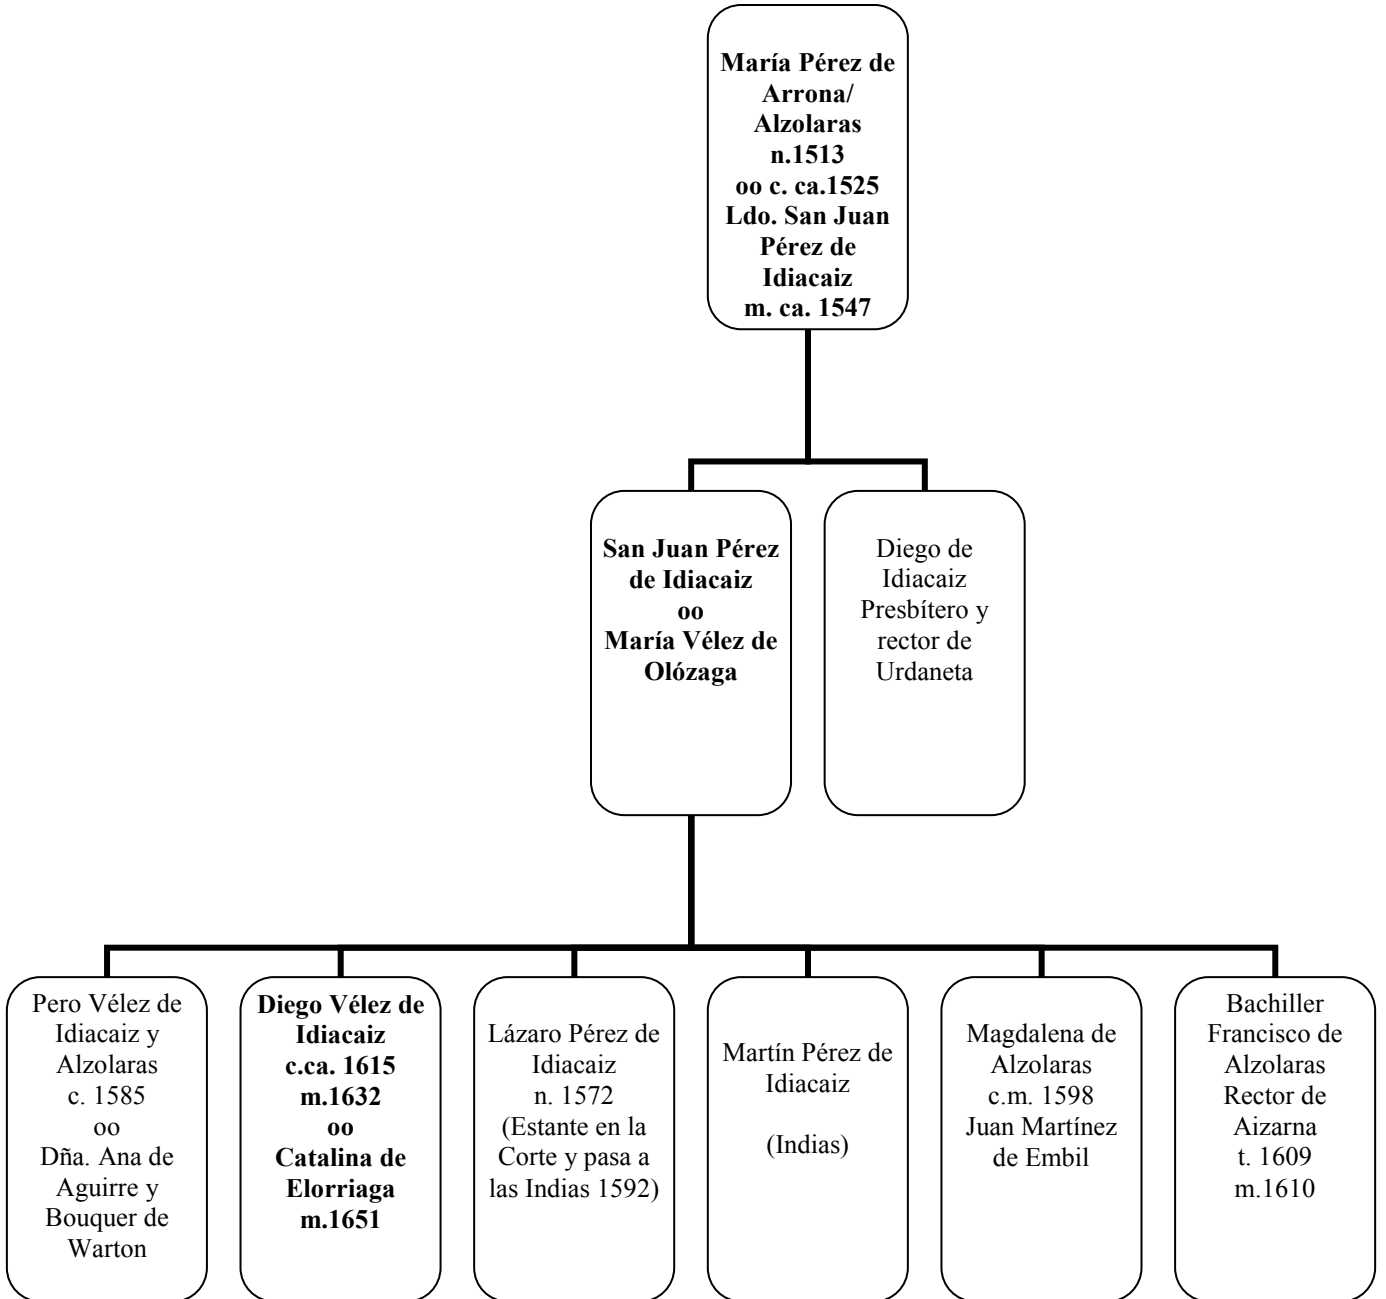 María Pérez de
Arrona/
Alzolaras
n.1513
oo c. ca.1525
Ldo. San Juan
Pérez de
Idiacaiz
m. ca. 1547
San Juan Pérez
de Idiacaiz
oo
María Vélez de
Olózaga
Diego de
Idiacaiz
Presbítero y
rector de
Urdaneta
Pero Vélez de
Idiacaiz y
Alzolaras
c. 1585
oo
Dña. Ana de
Aguirre y
Bouquer de
Warton
Diego Vélez de
Idiacaiz
c.ca. 1615
m.1632
oo
Catalina de
Elorriaga
m.1651
Lázaro Pérez de
Idiacaiz
n. 1572
(Estante en la
Corte y pasa a
las Indias 1592)
Martín Pérez de
Idiacaiz
(Indias)
Magdalena de
Alzolaras
c.m. 1598
Juan Martínez
de Embil
Bachiller
Francisco de
Alzolaras
Rector de
Aizarna
t. 1609
m.1610